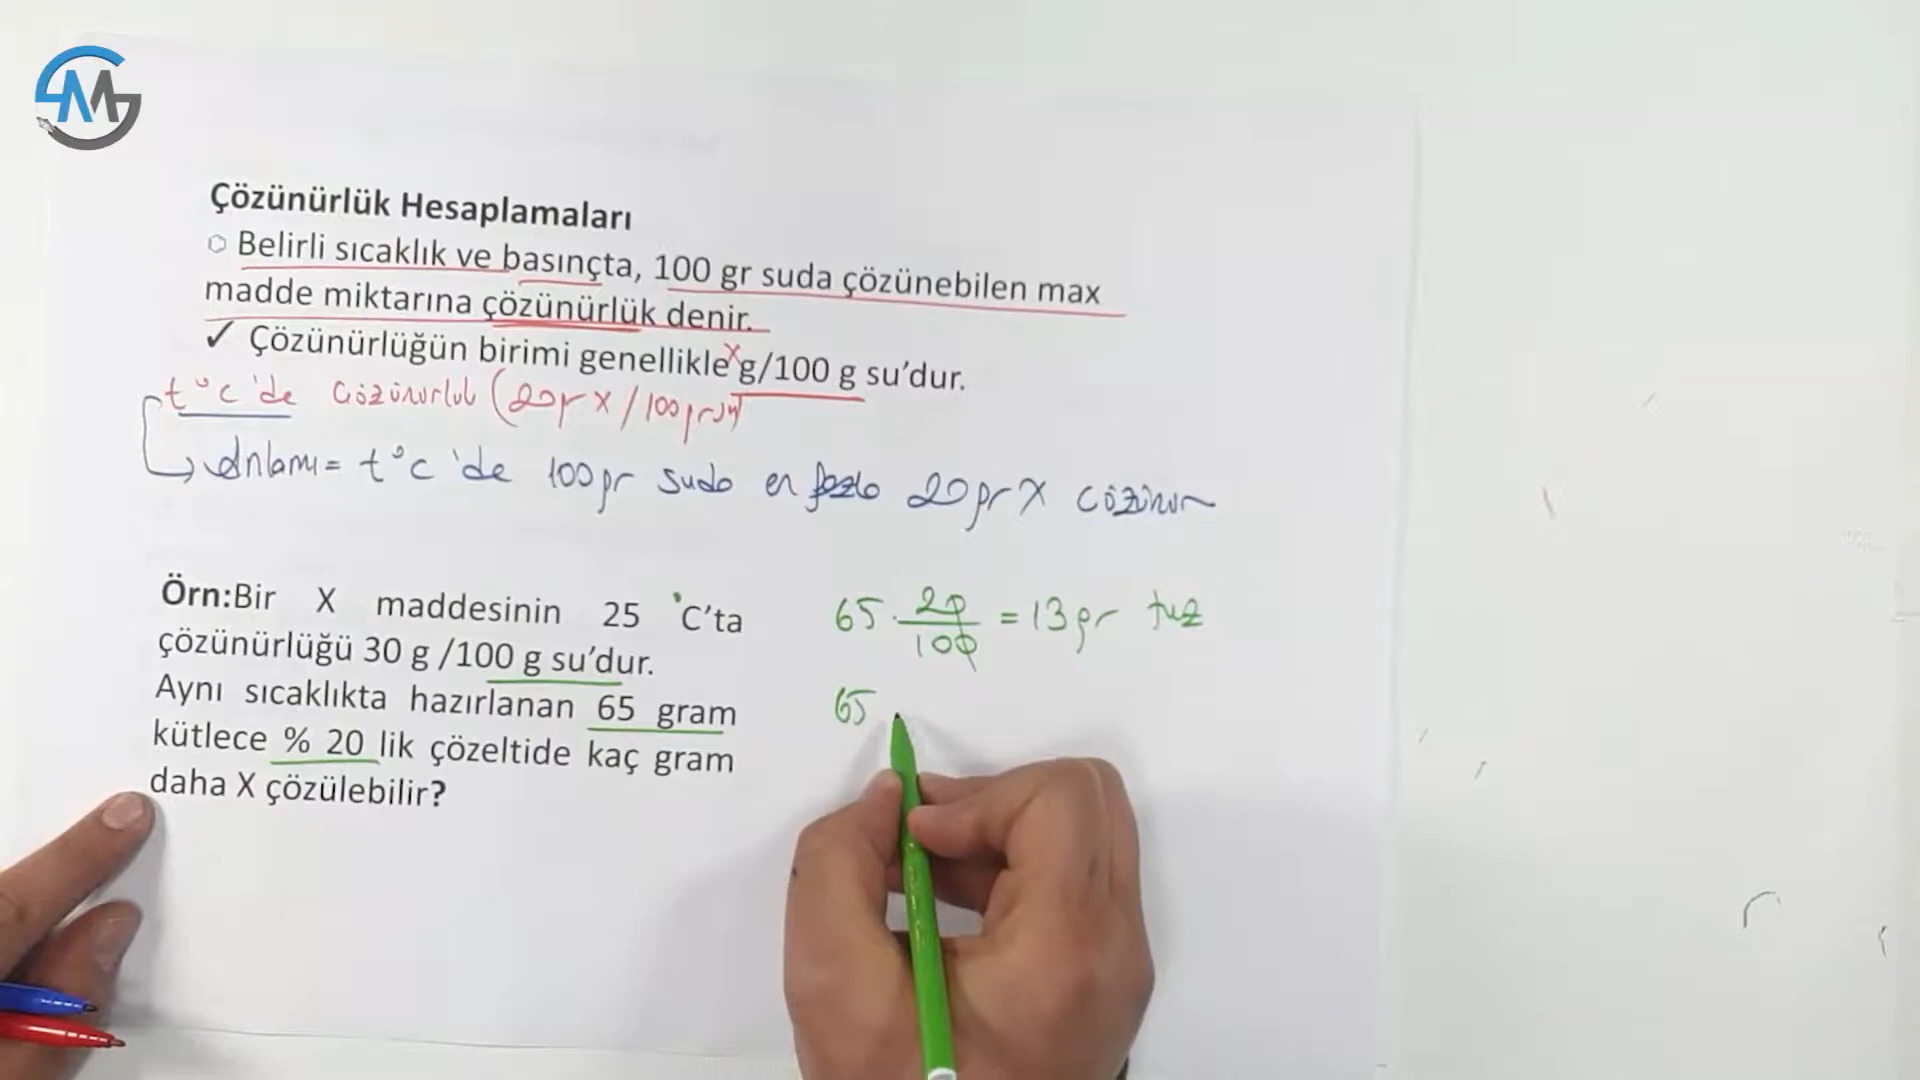 Çözünürlük Hesaplamaları
Belirli sıcaklık ve basınçta, 100 gr suda çözünebilen max
madde miktarına çözünürlük denir.
✓ Çözünürlüğün birimi genellikle x g/100 g su’dur.
t°C'de Çözünürlük (20gr X / 100gr su)
Anlamı = t°C 'de 100gr suda en fazla 20gr X çözünür
Örn:Bir X maddesinin 25 °C’ta
çözünürlüğü 30 g /100 g su’dur.
Aynı sıcaklıkta hazırlanan 65 gram
kütlece % 20 lik çözeltide kaç gram
daha X çözülebilir?
65 . 20/100 = 13gr tuz
65